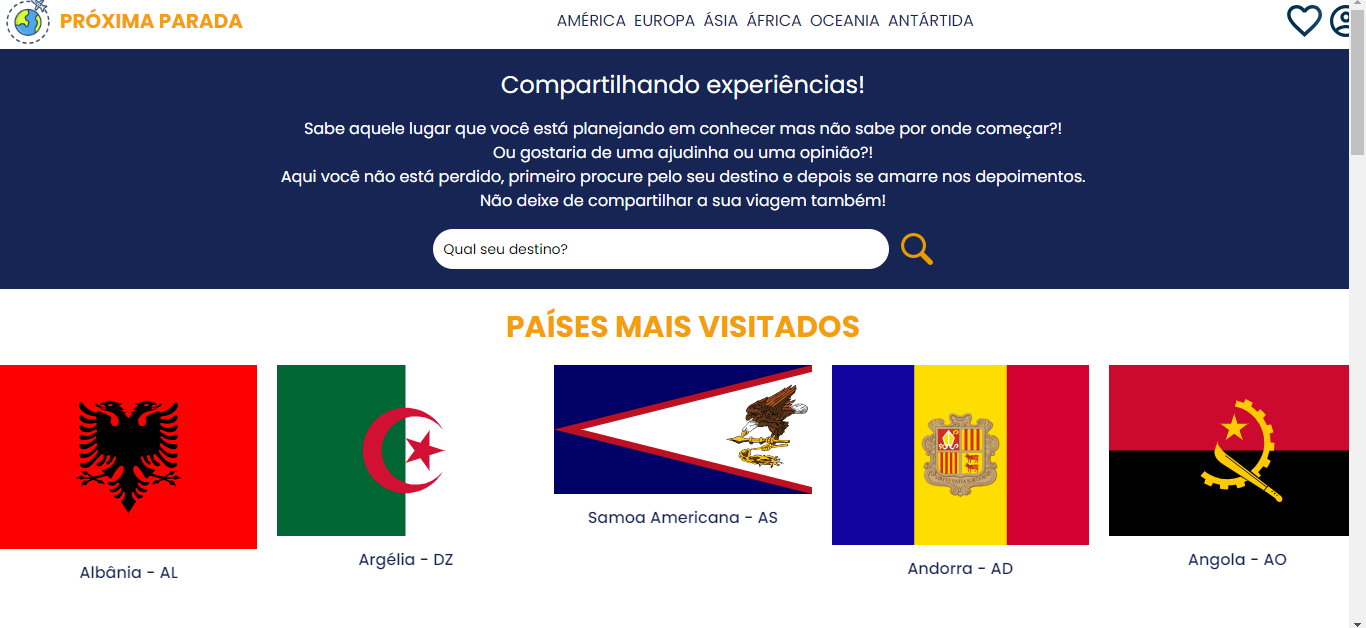 PRÓXIMA PARADA
AMÉRICA EUROPA ÁSIA ÁFRICA OCEANIA ANTÁRTIDA
Compartilhando experiências!
Sabe aquele lugar que você está planejando em conhecer mas não sabe por onde começar?!
Ou gostaria de uma ajudinha ou uma opinião?!
Aqui você não está perdido, primeiro procure pelo seu destino e depois se amarre nos depoimentos.
Não deixe de compartilhar a sua viagem também!
Qual seu destino?
PAÍSES MAIS VISITADOS
Albânia - AL
Argélia - DZ
Samoa Americana - AS
Andorra - AD
Angola - AO